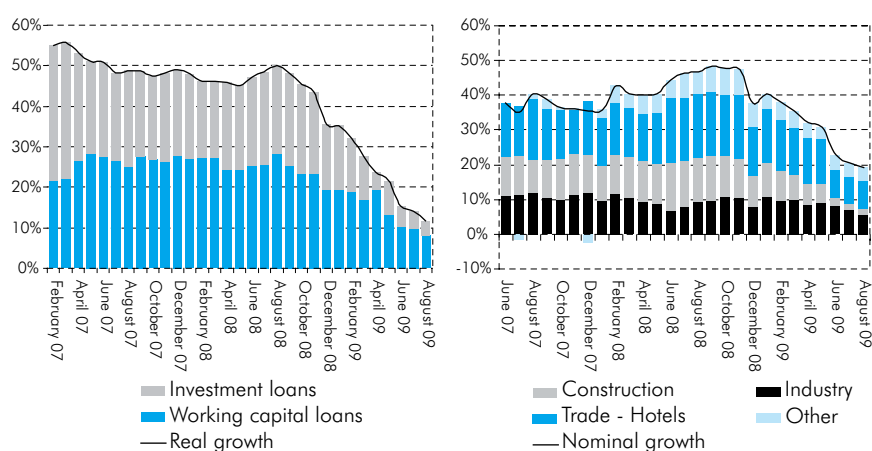 60%
50%
40%
30%
20%
10%
0%
February 07
April 07
June 07
August 07
October 07
December 07
February 08
April 08
June 08
August 08
October 08
December 08
February 09
April 09
June 09
August 09
Investment loans
Working capital loans
Real growth
60%
50%
40%
30%
20%
10%
0%
-10%
June 07
August 07
October 07
December 07
February 08
April 08
June 08
August 08
October 08
December 08
February 09
April 09
June 09
August 09
Construction
Industry
Trade - Hotels
Other
Nominal growth